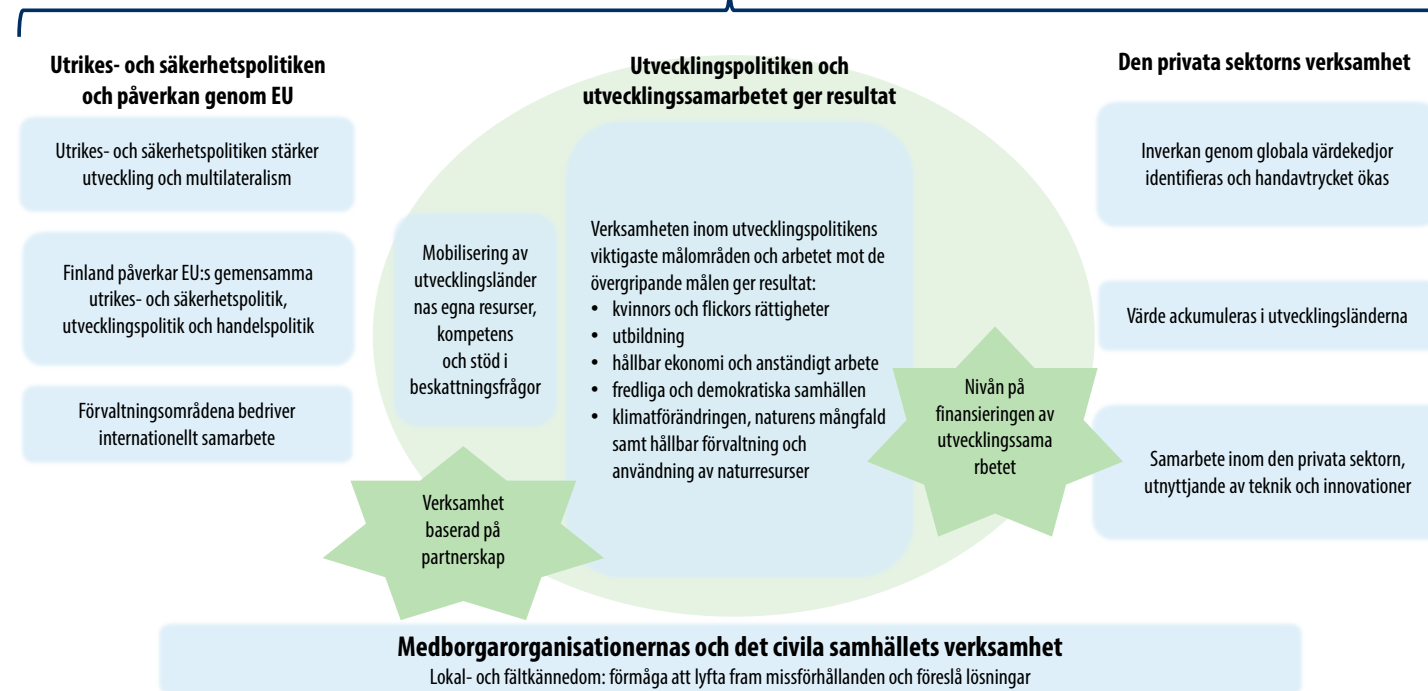 Utrikes- och säkerhetspolitiken
och påverkan genom EU
Utrikes- och säkerhetspolitiken stärker
utveckling och multilateralism
Finland påverkar EU:s gemensamma
utrikes- och säkerhetspolitik,
utvecklingspolitik och handelspolitik
Förvaltningsområdena bedriver
internationellt samarbete
Utvecklingspolitiken och
utvecklingssamarbetet ger resultat
Mobilisering av
utvecklingsländer
nas egna resurser,
kompetens
och stöd i
beskattningsfrågor
Verksamheten inom utvecklingspolitikens
viktigaste målområden och arbetet mot de
övergripande målen ger resultat:
• kvinnors och flickors rättigheter
• utbildning
• hållbar ekonomi och anständigt arbete
• fredliga och demokratiska samhällen
• klimatförändringen, naturens mångfald
samt hållbar förvaltning och
användning av naturresurser
Verksamhet
baserad på
partnerskap
Nivån på
finansieringen av
utvecklingssama
rbetet
Den privata sektorns verksamhet
Inverkan genom globala värdekedjor
identifieras och handavtrycket ökas
Värde ackumuleras i utvecklingsländerna
Samarbete inom den privata sektorn,
utnyttjande av teknik och innovationer
Medborgarorganisationernas och det civila samhällets verksamhet
Lokal- och fältkännedom: förmåga att lyfta fram missförhållanden och föreslå lösningar